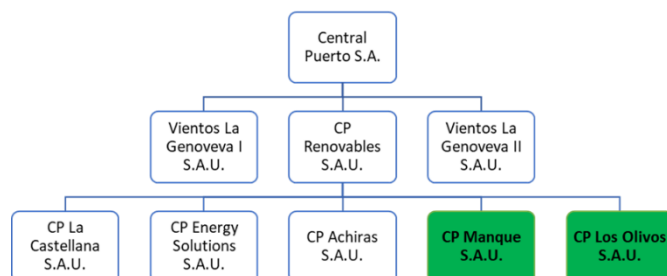 Central
Puerto S.A.
Vientos La
Genoveva I
S.A.U.
CP
Renovables
S.A.U.
Vientos La
Genoveva II
S.A.U.
CP La
Castellana
S.A.U.
CP Energy
Solutions
S.A.U.
CP Achiras
S.A.U.
CP Manque
S.A.U.
CP Los Olivos
S.A.U.